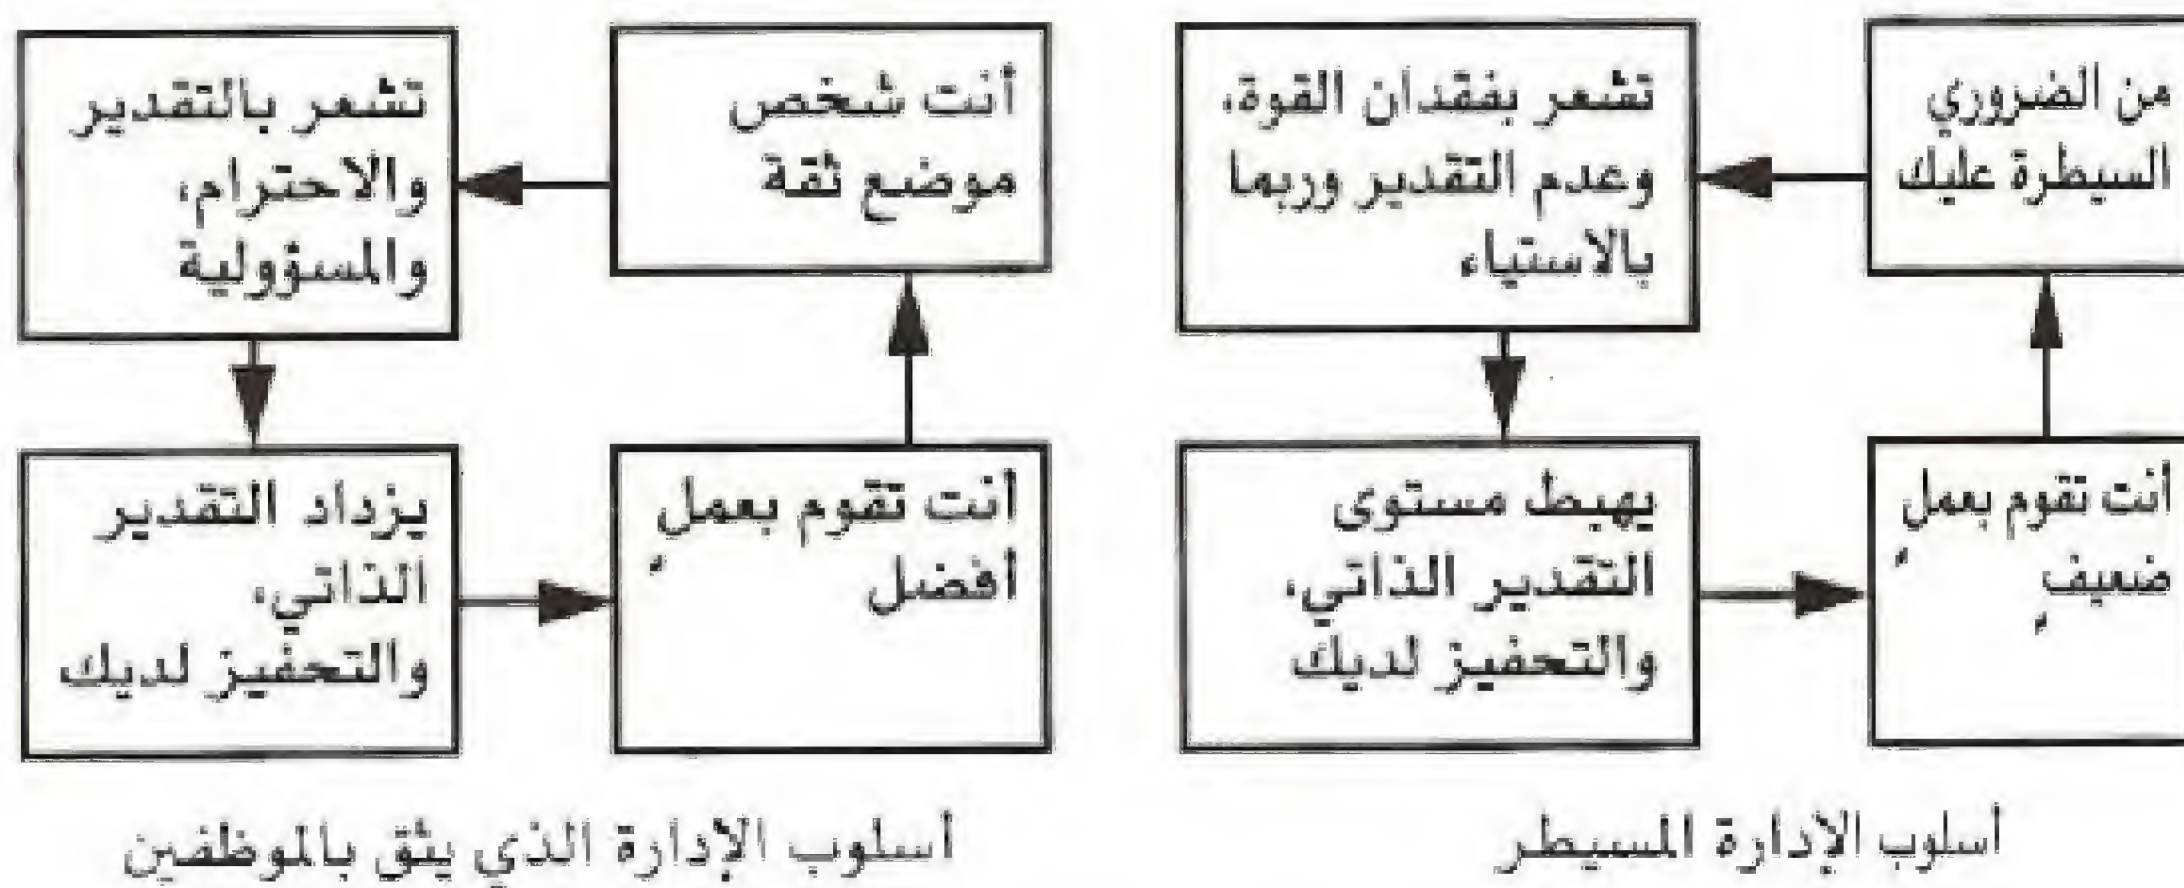 من الضروري
السيطرة عليك
تشعر بفقدان القوة،
وعدم التقدير وربما
بالاستياء
يهبط مستوى
التقدير الذاتي،
والتحفيز لديك
أنت تقوم بعمل
ضعيف
أسلوب الإدارة المسيطر
أنت شخص
موضع ثقة
تشعر بالتقدير
والاحترام،
والمسؤولية
يزداد التقدير
الذاتي،
والتحفيز لديك
أنت تقوم بعمل
أفضل
أسلوب الإدارة الذي يثق بالموظفين